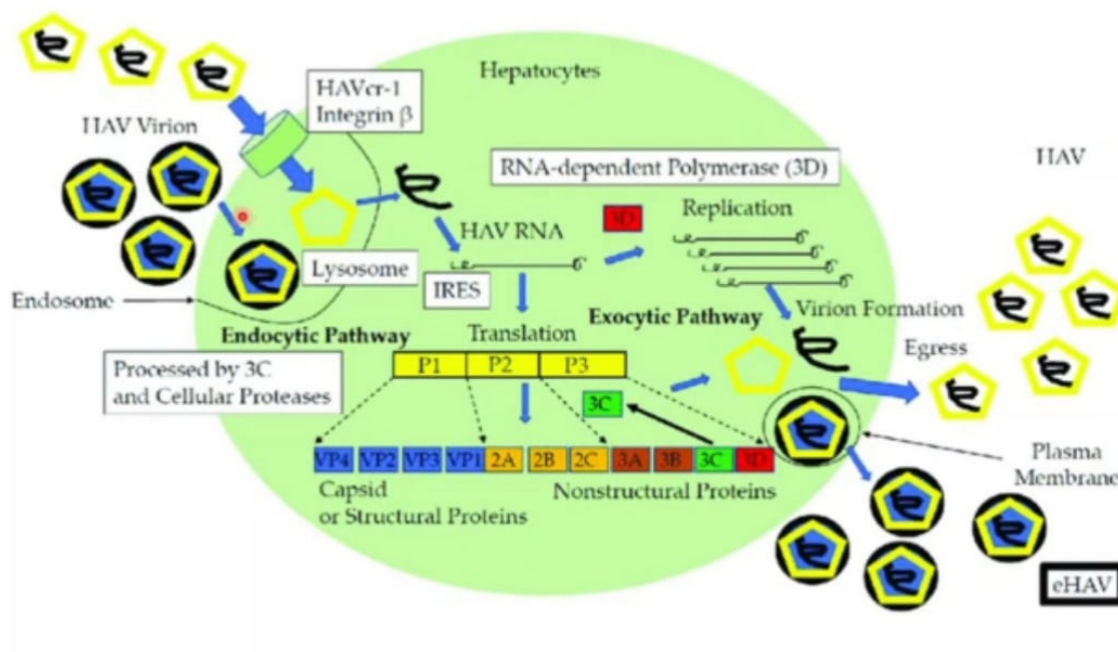 Hepatocytes
HAVcr-1
Integrin β
HAV Virion
RNA-dependent Polymerase (3D)
HAV
3D
Replication
HAV RNA
Lysosome
IRES
Endosome
Endocytic Pathway
Translation
Exocytic Pathway
Virion Formation
Egress
Processed by 3C
and Cellular Proteases
P1 P2 P3
3C
VP4 VP2 VP3 VP1 2A 2B 2C 3A 3B 3C 3D
Plasma
Membrane
Capsid
or Structural Proteins
Nonstructural Proteins
eHAV